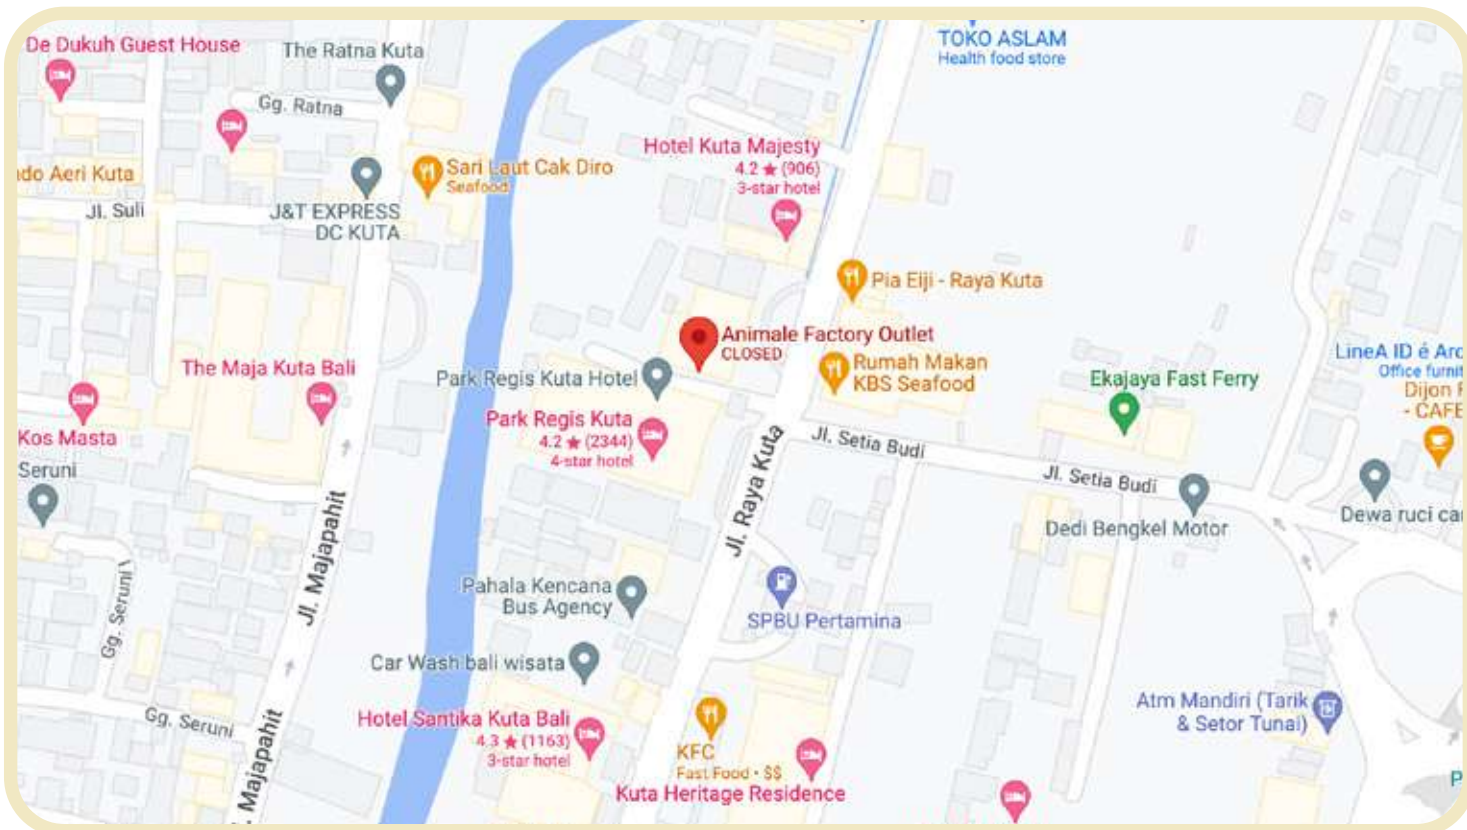 De Dukuh Guest House
The Ratna Kuta
TOKO ASLAM
Health food store
Gg. Ratna
Hotel Kuta Majesty
4.2 ★ (906)
3-star hotel
Sari Laut Cak Diro
Seafood
ndo Aeri Kuta
Jl. Suli
J&T EXPRESS
DC KUTA
Pia Eiji - Raya Kuta
Animale Factory Outlet
CLOSED
LineA ID é Arc
Office furnit
The Maja Kuta Bali
Park Regis Kuta Hotel
Rumah Makan
KBS Seafood
Ekajaya Fast Ferry
Dijon F
- CAFE
Park Regis Kuta
4.2 ★ (2344)
4-star hotel
Kos Masta
Seruni
Jl. Setia Budi
Jl. Setia Budi
Jl. Raya Kuta
Dedi Bengkel Motor
Dewa ruci car
Jl. Majapahit
Gg. Seruni \
Pahala Kencana
Bus Agency
SPBU Pertamina
Car Wash bali wisata
Gg. Seruni
Hotel Santika Kuta Bali
4.3 ★ (1163)
3-star hotel
Atm Mandiri (Tarik
& Setor Tunai)
KFC
Fast Food • $$
Kuta Heritage Residence
. Majapahit
P